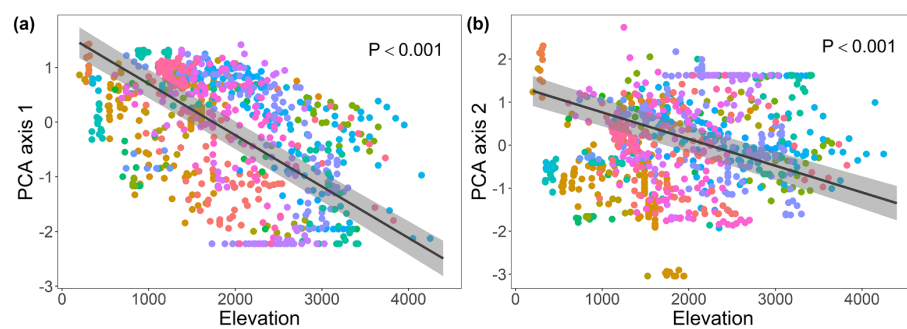 (a)
P < 0.001
PCA axis 1
1
0
-1
-2
-3
0 1000 2000 3000 4000
Elevation
(b)
P < 0.001
PCA axis 2
2
1
0
-1
-2
-3
0 1000 2000 3000 4000
Elevation